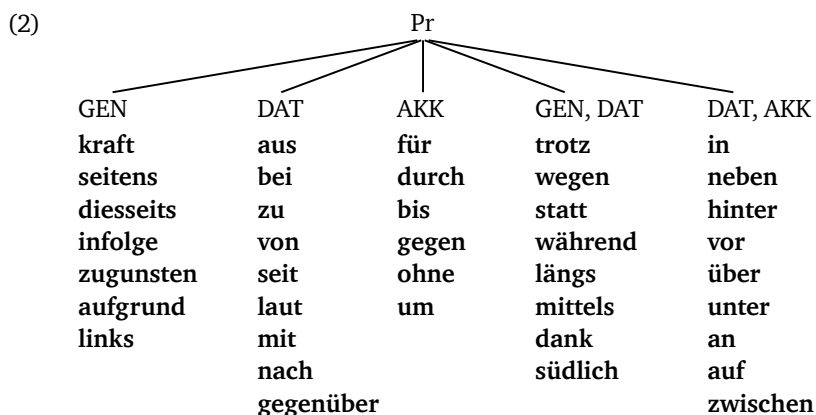 (2) Pr
GEN DAT AKK GEN, DAT DAT, AKK
kraft aus für trotz in
seitens bei durch wegen neben
diesseits zu bis statt hinter
infolge von gegen während vor
zugunsten seit ohne längs über
aufgrund laut um mittels unter
links mit dank an
nach südlich auf
gegenüber zwischen